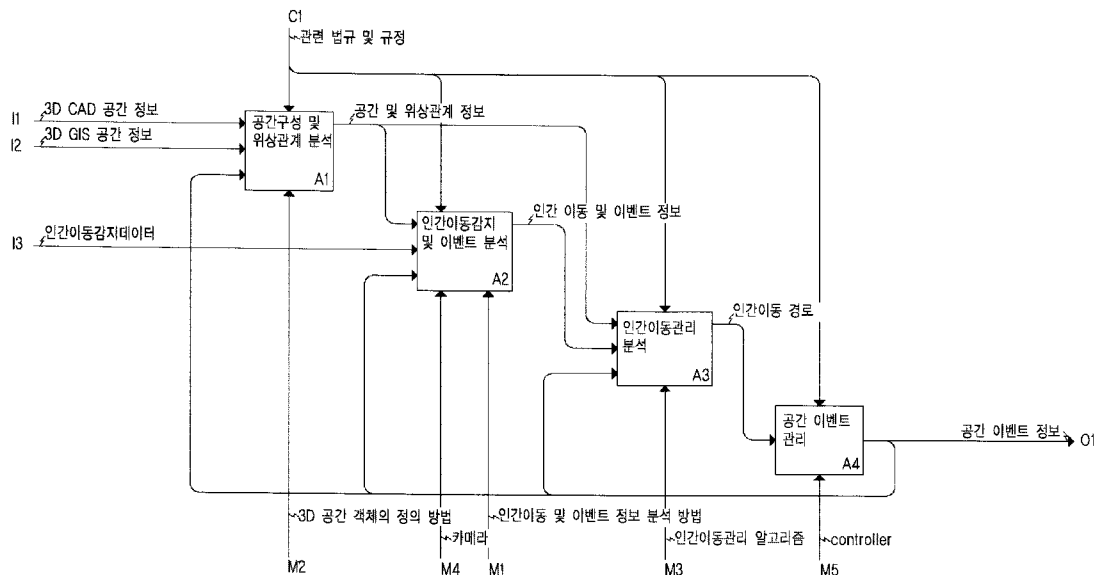 C1
관련 법규 및 규정
I1
3D CAD 공간 정보
I2
3D GIS 공간 정보
공간구성 및
위상관계 분석
A1
공간 및 위상관계 정보
I3
인간이동감지데이터
인간이동감지
및 이벤트 분석
A2
인간 이동 및 이벤트 정보
인간이동관리
분석
A3
인간이동 경로
공간 이벤트
관리
A4
공간 이벤트 정보
O1
3D 공간 객체의 정의 방법
카메라
인간이동 및 이벤트 정보 분석 방법
인간이동관리 알고리즘
controller
M2
M4
M1
M3
M5